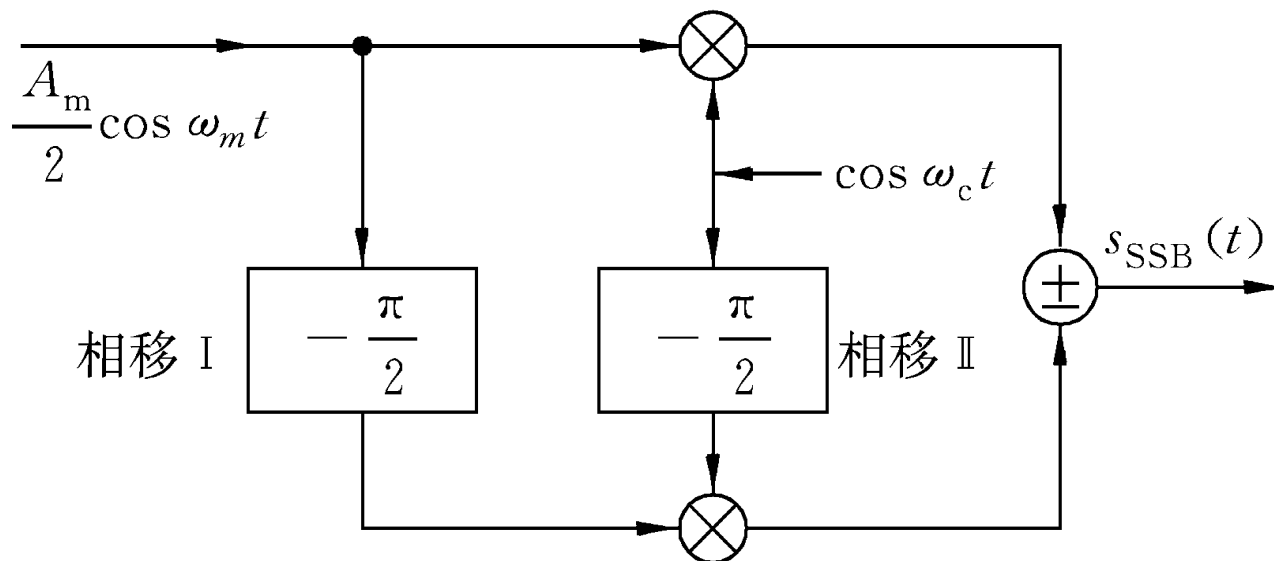 A_m/2 cos ω_m t
cos ω_c t
s_SSB(t)
±
相移 Ⅰ
− π/2
− π/2
相移 Ⅱ